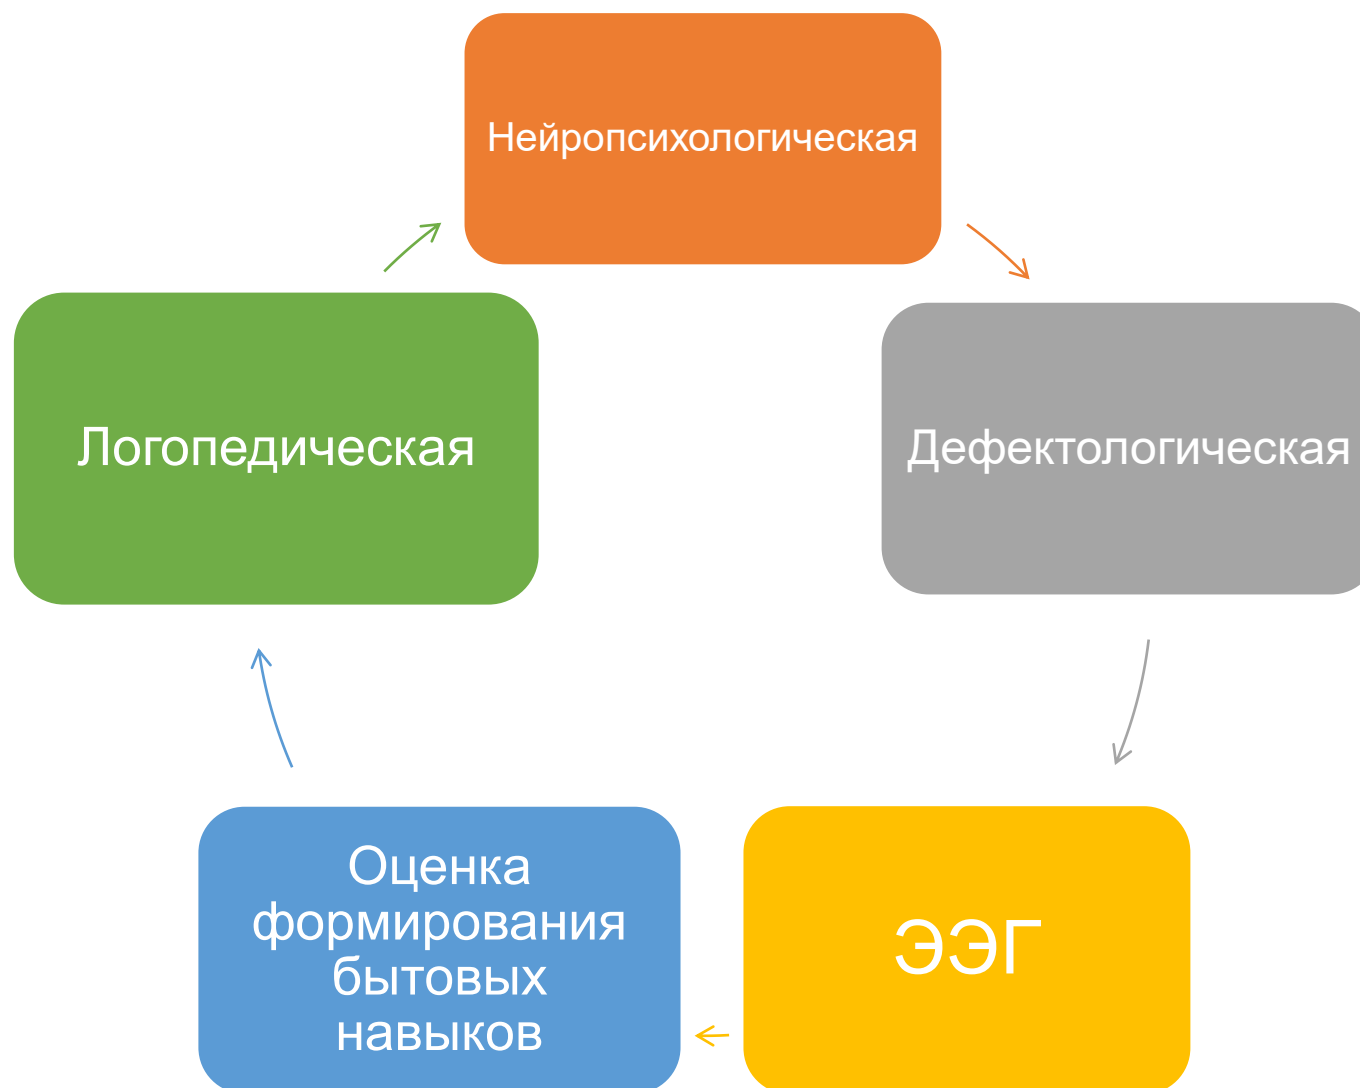 Нейропсихологическая
Логопедическая
Дефектологическая
Оценка
формирования
бытовых
навыков
ЭЭГ